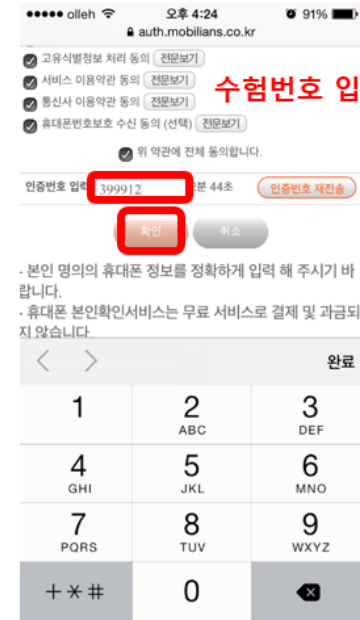 olleh 오후 4:24 91%
auth.mobilians.co.kr
고유식별정보 처리 동의 전문보기
서비스 이용약관 동의 전문보기
통신사 이용약관 동의 전문보기
수험번호 입
휴대폰번호보호 수신 동의 (선택) 전문보기
위 약관에 전체 동의합니다.
인증번호 입력 399912 2분 44초 인증번호 재전송
확인 취소
- 본인 명의의 휴대폰 정보를 정확하게 입력 해 주시기 바
랍니다.
- 휴대폰 본인확인서비스는 무료 서비스로 결제 및 과금되
지 않습니다
완료
1 2 3
ABC DEF
4 5 6
GHI JKL MNO
7 8 9
PQRS TUV WXYZ
+*# 0